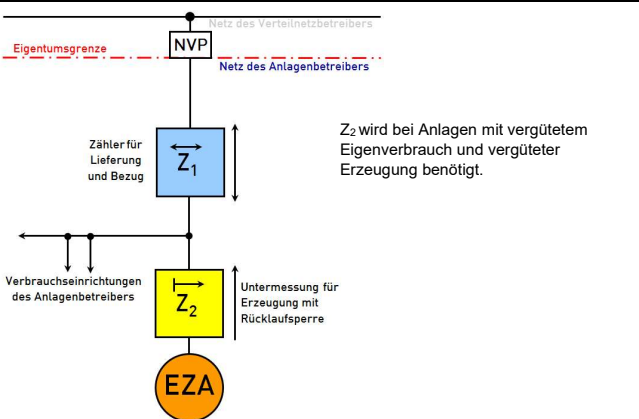 Netz des Verteilnetzbetreibers
NVP
Eigentumsgrenze
Netz des Anlagenbetreibers
Zähler für
Lieferung
und Bezug
Z1
Z2 wird bei Anlagen mit vergütetem
Eigenverbrauch und vergüteter
Erzeugung benötigt.
Verbrauchseinrichtungen
des Anlagenbetreibers
Z2
Untermessung für
Erzeugung mit
Rücklaufsperre
EZA